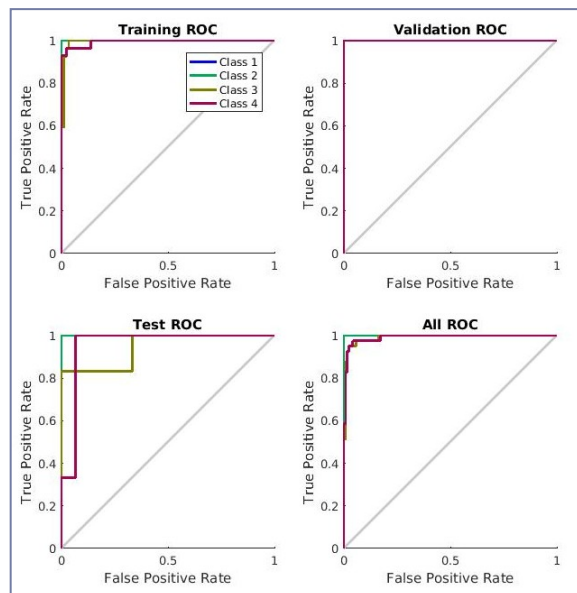 Training ROC
1
0.8
0.6
0.4
0.2
0
True Positive Rate
0 0.5 1
False Positive Rate
Class 1
Class 2
Class 3
Class 4
Validation ROC
1
0.8
0.6
0.4
0.2
0
True Positive Rate
0 0.5 1
False Positive Rate
Test ROC
1
0.8
0.6
0.4
0.2
0
True Positive Rate
0 0.5 1
False Positive Rate
All ROC
1
0.8
0.6
0.4
0.2
0
True Positive Rate
0 0.5 1
False Positive Rate